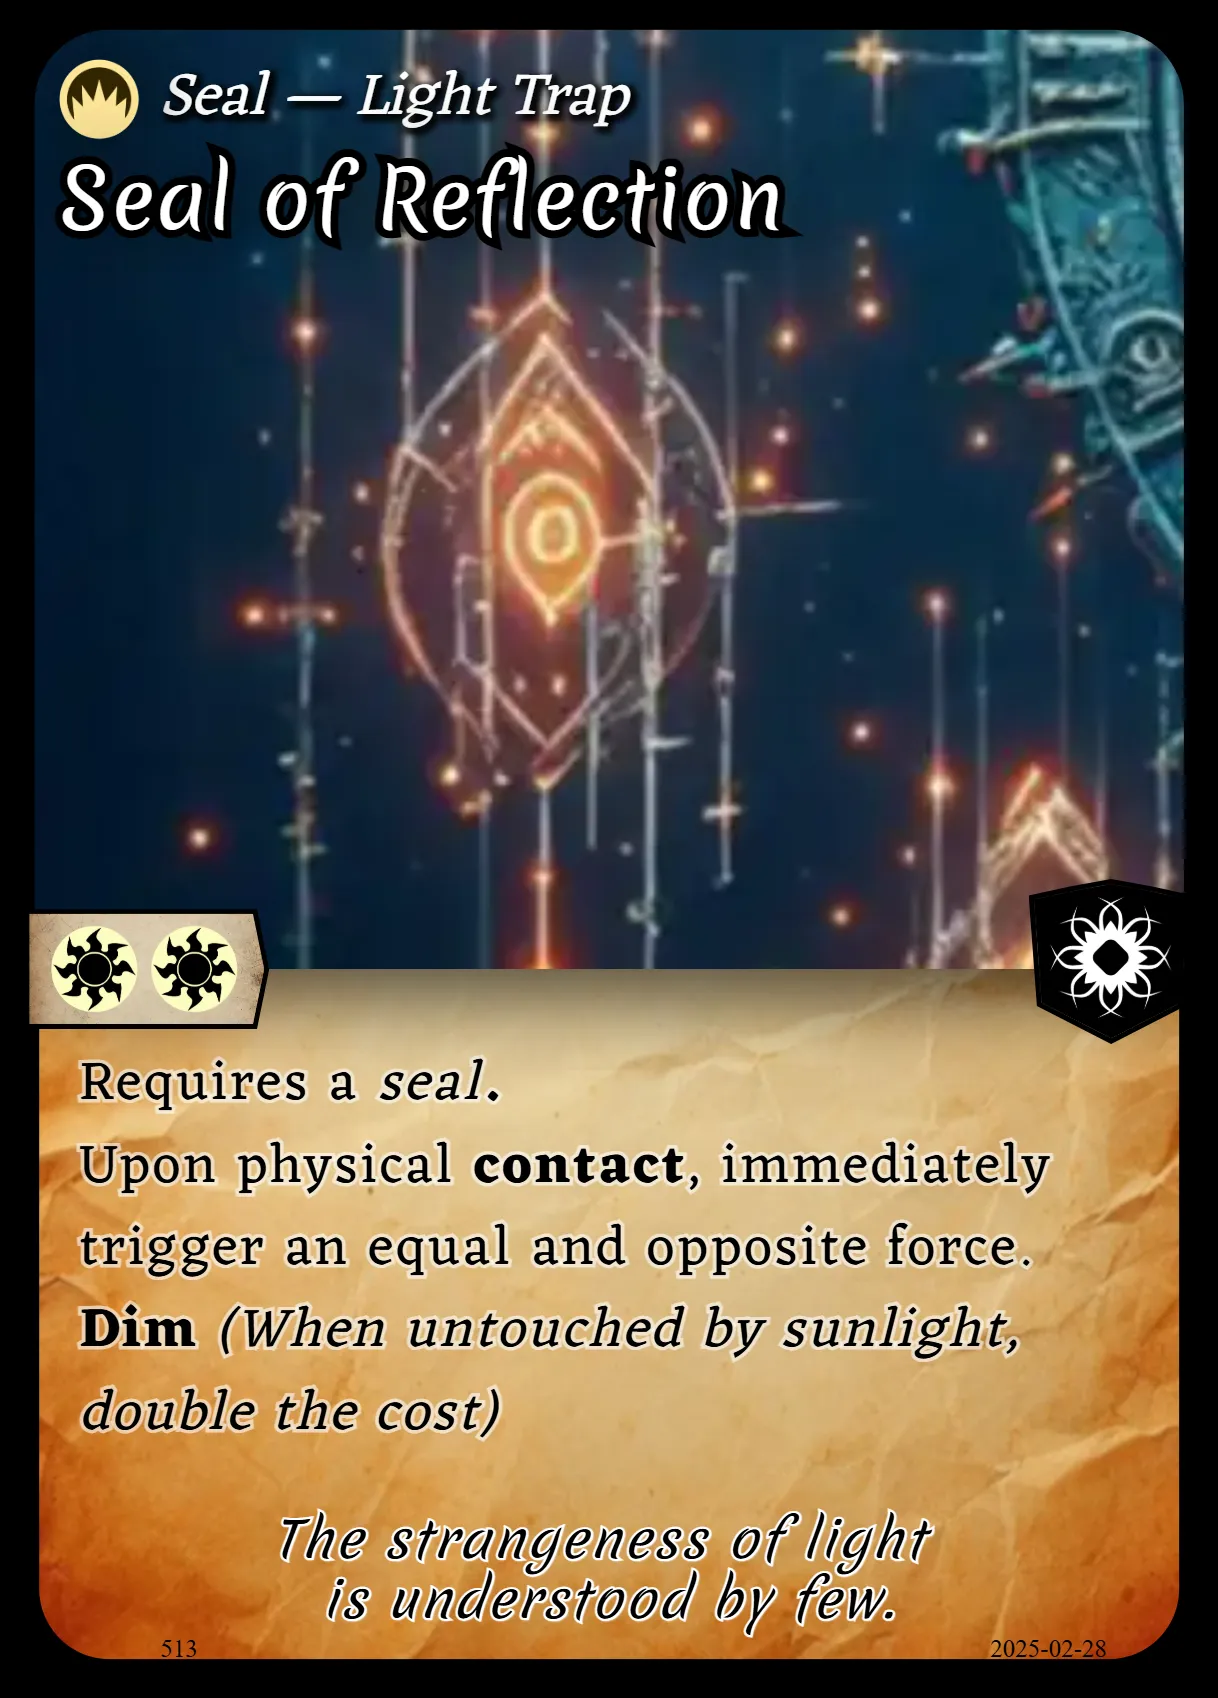 Seal — Light Trap
Seal of Reflection
Requires a seal.
Upon physical contact, immediately
trigger an equal and opposite force.
Dim (When untouched by sunlight,
double the cost)
The strangeness of light
is understood by few.
513
2025-02-28